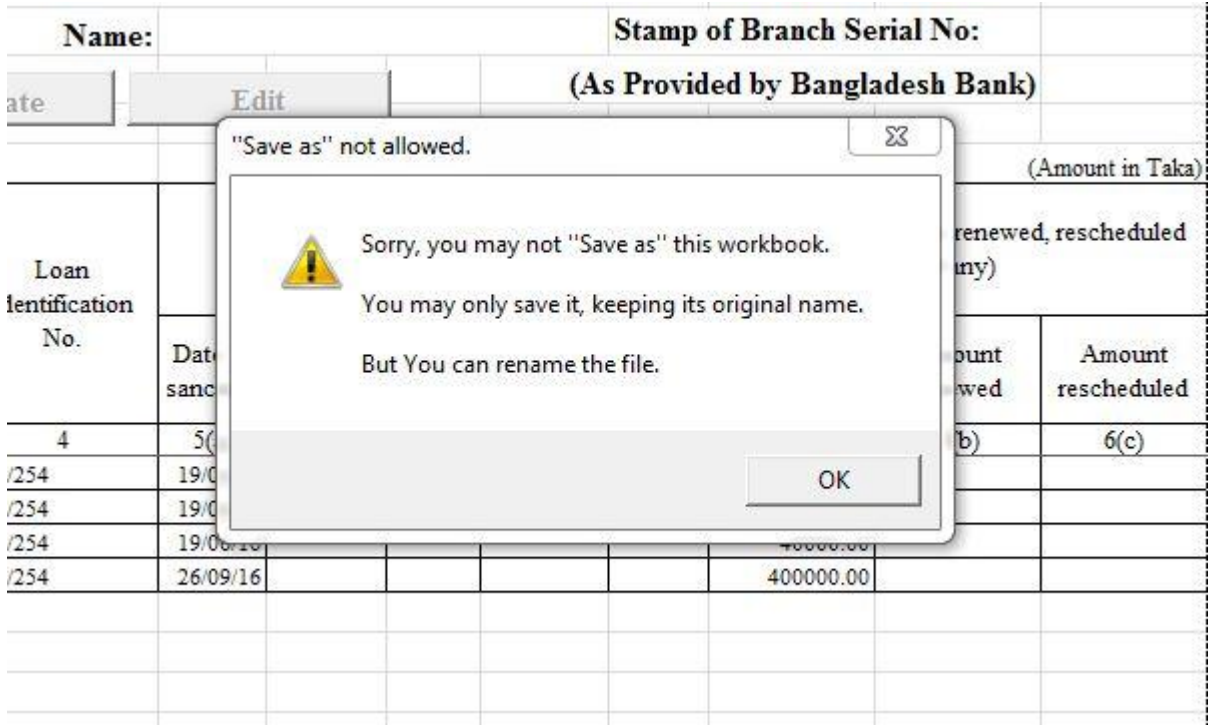 Name:
Stamp of Branch Serial No:
Edit
(As Provided by Bangladesh Bank)
"Save as" not allowed.
(Amount in Taka)
Sorry, you may not "Save as" this workbook.
You may only save it, keeping its original name.
But You can rename the file.
OK
renewed, rescheduled
Loan
No.
Amount
rescheduled
4
6(c)
/254
/254
/254
/254
26/09/16
400000.00